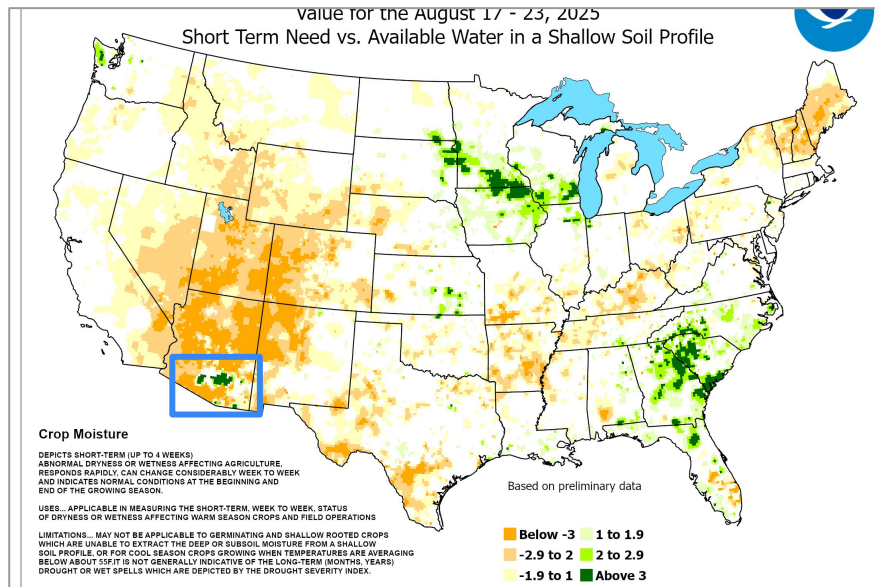 Value for the August 17 - 23, 2025
Short Term Need vs. Available Water in a Shallow Soil Profile
Crop Moisture
DEPICTS SHORT-TERM (UP TO 4 WEEKS)
ABNORMAL DRYNESS OR WETNESS AFFECTING AGRICULTURE,
RESPONDS RAPIDLY, CAN CHANGE CONSIDERABLY WEEK TO WEEK
AND INDICATES NORMAL CONDITIONS AT THE BEGINNING AND
END OF THE GROWING SEASON.
USES... APPLICABLE IN MEASURING THE SHORT-TERM, WEEK TO WEEK, STATUS
OF DRYNESS OR WETNESS AFFECTING WARM SEASON CROPS AND FIELD OPERATIONS
LIMITATIONS... MAY NOT BE APPLICABLE TO GERMINATING AND SHALLOW ROOTED CROPS
WHICH ARE UNABLE TO EXTRACT THE DEEP OR SUBSOIL MOISTURE FROM A SHALLOW
SOIL PROFILE, OR FOR COOL SEASON CROPS GROWING WHEN TEMPERATURES ARE AVERAGING
BELOW ABOUT 55F.IT IS NOT GENERALLY INDICATIVE OF THE LONG-TERM (MONTHS, YEARS)
DROUGHT OR WET SPELLS WHICH ARE DEPICTED BY THE DROUGHT SEVERITY INDEX.
Based on preliminary data
Below -3 1 to 1.9
-2.9 to 2 2 to 2.9
-1.9 to 1 Above 3